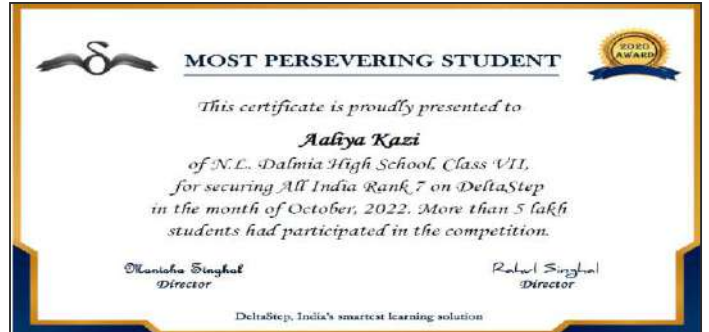 MOST PERSEVERING STUDENT
2020
AWARD
This certificate is proudly presented to
Aaliya Kazi
of N.L. Dalmia High School, Class VII,
for securing All India Rank 7 on DeltaStep
in the month of October, 2022. More than 5 lakh
students had participated in the competition.
Manisha Singhal
Director
Rahul Singhal
Director
DeltaStep, India's smartest learning solution